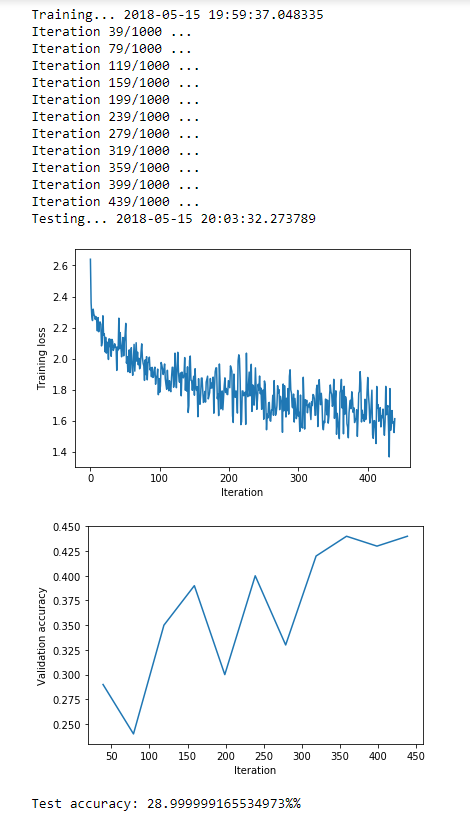 Training... 2018-05-15 19:59:37.048335
Iteration 39/1000 ...
Iteration 79/1000 ...
Iteration 119/1000 ...
Iteration 159/1000 ...
Iteration 199/1000 ...
Iteration 239/1000 ...
Iteration 279/1000 ...
Iteration 319/1000 ...
Iteration 359/1000 ...
Iteration 399/1000 ...
Iteration 439/1000 ...
Testing... 2018-05-15 20:03:32.273789
2.6
2.4
2.2
2.0
1.8
1.6
1.4
Training loss
0 100 200 300 400
Iteration
0.450
0.425
0.400
0.375
0.350
0.325
0.300
0.275
0.250
Validation accuracy
50 100 150 200 250 300 350 400 450
Iteration
Test accuracy: 28.999999165534973%%